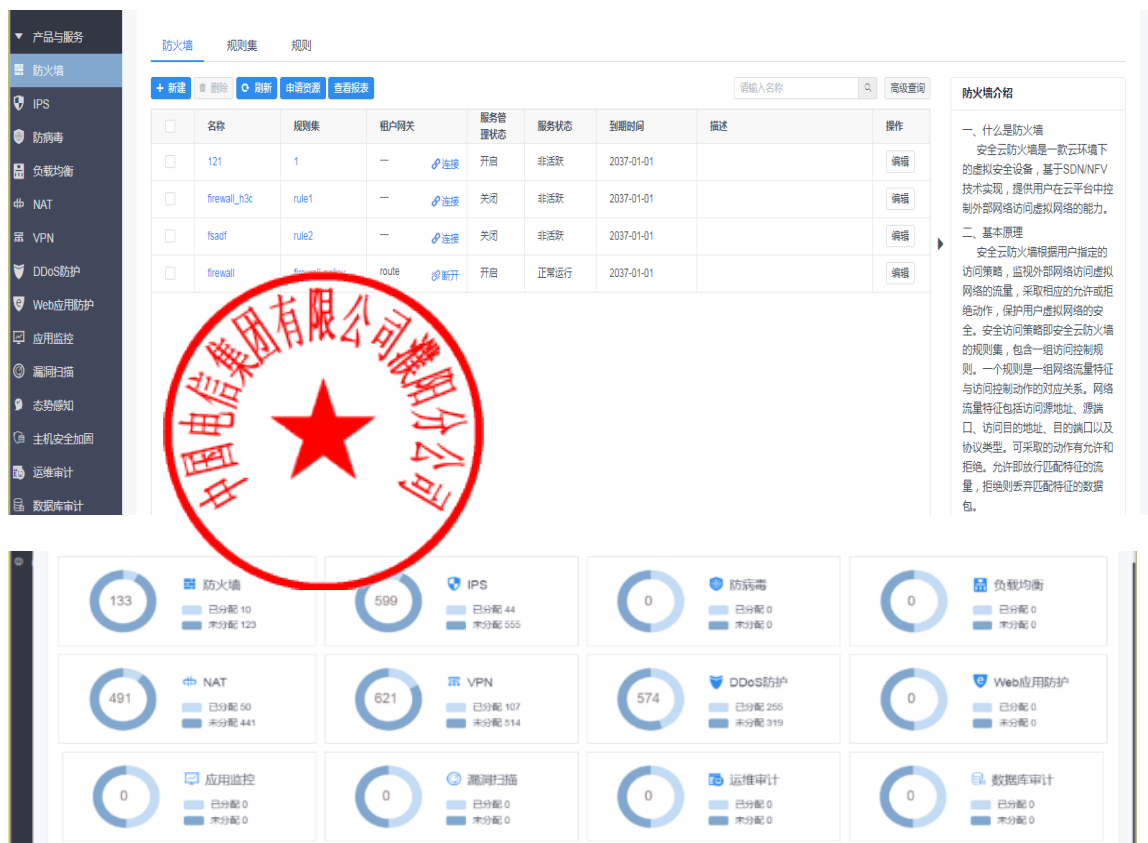 产品与服务
防火墙
IPS
防病毒
负载均衡
NAT
VPN
DDoS防护
Web应用防护
应用监控
漏洞扫描
态势感知
主机安全加固
运维审计
数据库审计
防火墙 规则集 规则
+ 新建 删除 刷新 申请资源 查看报表 请输入名称 高级查询
名称 规则集 租户网关 服务管理状态 服务状态 到期时间 描述 操作
121 1 --- 连接 开启 非活跃 2037-01-01 编辑
firewall_h3c rule1 --- 连接 关闭 非活跃 2037-01-01 编辑
fsadf rule2 --- 连接 关闭 非活跃 2037-01-01 编辑
firewall route 断开 开启 正常运行 2037-01-01 编辑
防火墙介绍
一、什么是防火墙
安全云防火墙是一款云环境下
的虚拟安全设备，基于SDN/NFV
技术实现，提供用户在云平台中控
制外部网络访问虚拟网络的能力。
二、基本原理
安全云防火墙根据用户指定的
访问策略，监视外部网络访问虚拟
网络的流量，采取相应的允许或拒
绝动作，保护用户虚拟网络的安
全。安全访问策略即安全云防火墙
的规则集，包含一组访问控制规
则。一个规则是一组网络流量特征
与访问控制动作的对应关系。网络
流量特征包括访问源地址、源端
口、访问目的地址、目的端口以及
协议类型。可采取的动作有允许和
拒绝。允许即放行匹配特征的流
量，拒绝则丢弃匹配特征的数据
包。
中国电信集团有限公司濮阳分公司
133 防火墙
已分配 10
未分配 123
599 IPS
已分配 44
未分配 555
0 防病毒
已分配 0
未分配 0
0 负载均衡
已分配 0
未分配 0
491 NAT
已分配 50
未分配 441
621 VPN
已分配 107
未分配 514
574 DDoS防护
已分配 255
未分配 319
0 Web应用防护
已分配 0
未分配 0
0 应用监控
已分配 0
未分配 0
0 漏洞扫描
已分配 0
未分配 0
0 运维审计
已分配 0
未分配 0
0 数据库审计
已分配 0
未分配 0